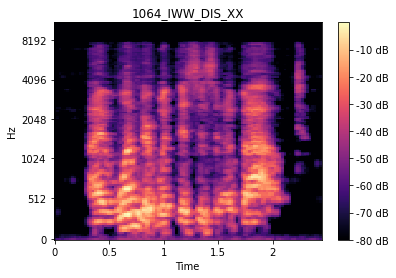 1064_IWW_DIS_XX
8192
4096
2048
1024
512
0
Hz
0
0.5
1
1.5
2
Time
-10 dB
-20 dB
-30 dB
-40 dB
-50 dB
-60 dB
-70 dB
-80 dB